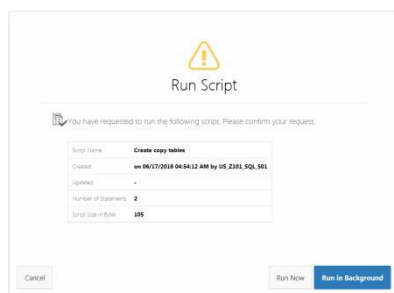 Run Script
You have requested to run the following script. Please confirm your request.
Script Name Create copy tables
Created on 06/17/2016 04:54:12 AM by US_Z101_SQL_S01
Updated -
Number of Statements 2
Script Size in Bytes 105
Cancel Run Now Run in Background